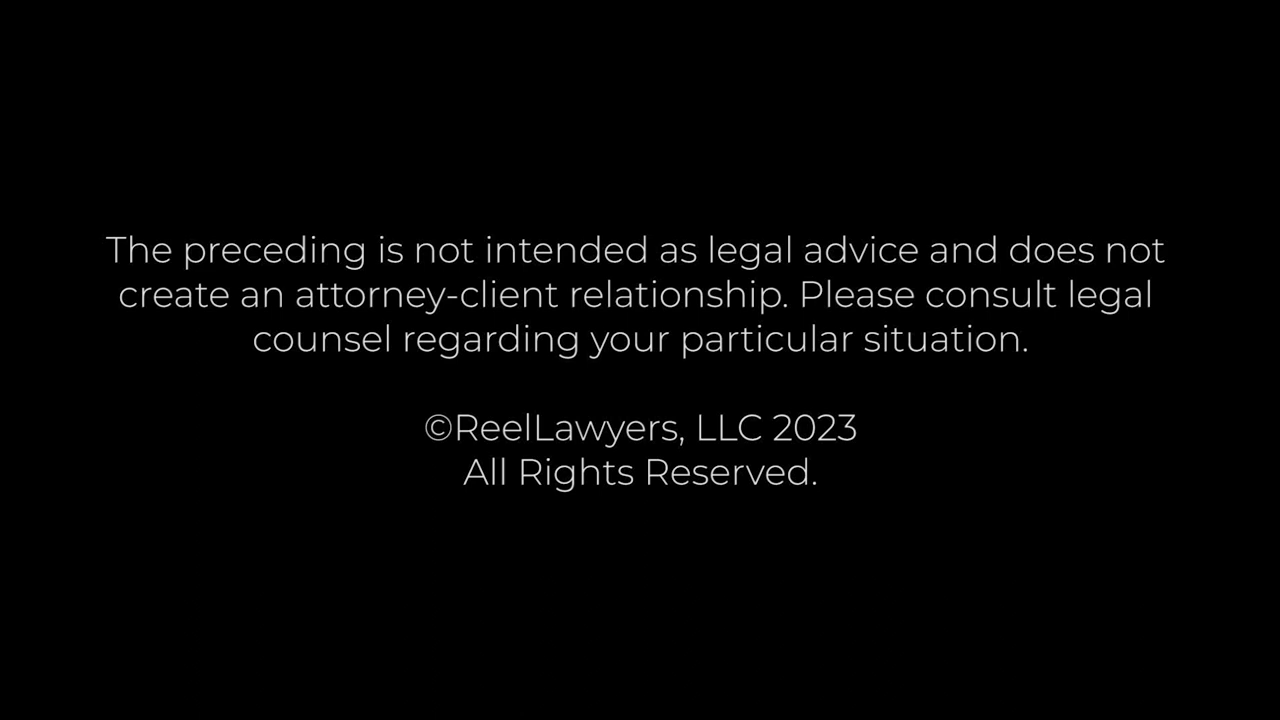 The preceding is not intended as legal advice and does not
create an attorney-client relationship. Please consult legal
counsel regarding your particular situation.
©ReelLawyers, LLC 2023
All Rights Reserved.